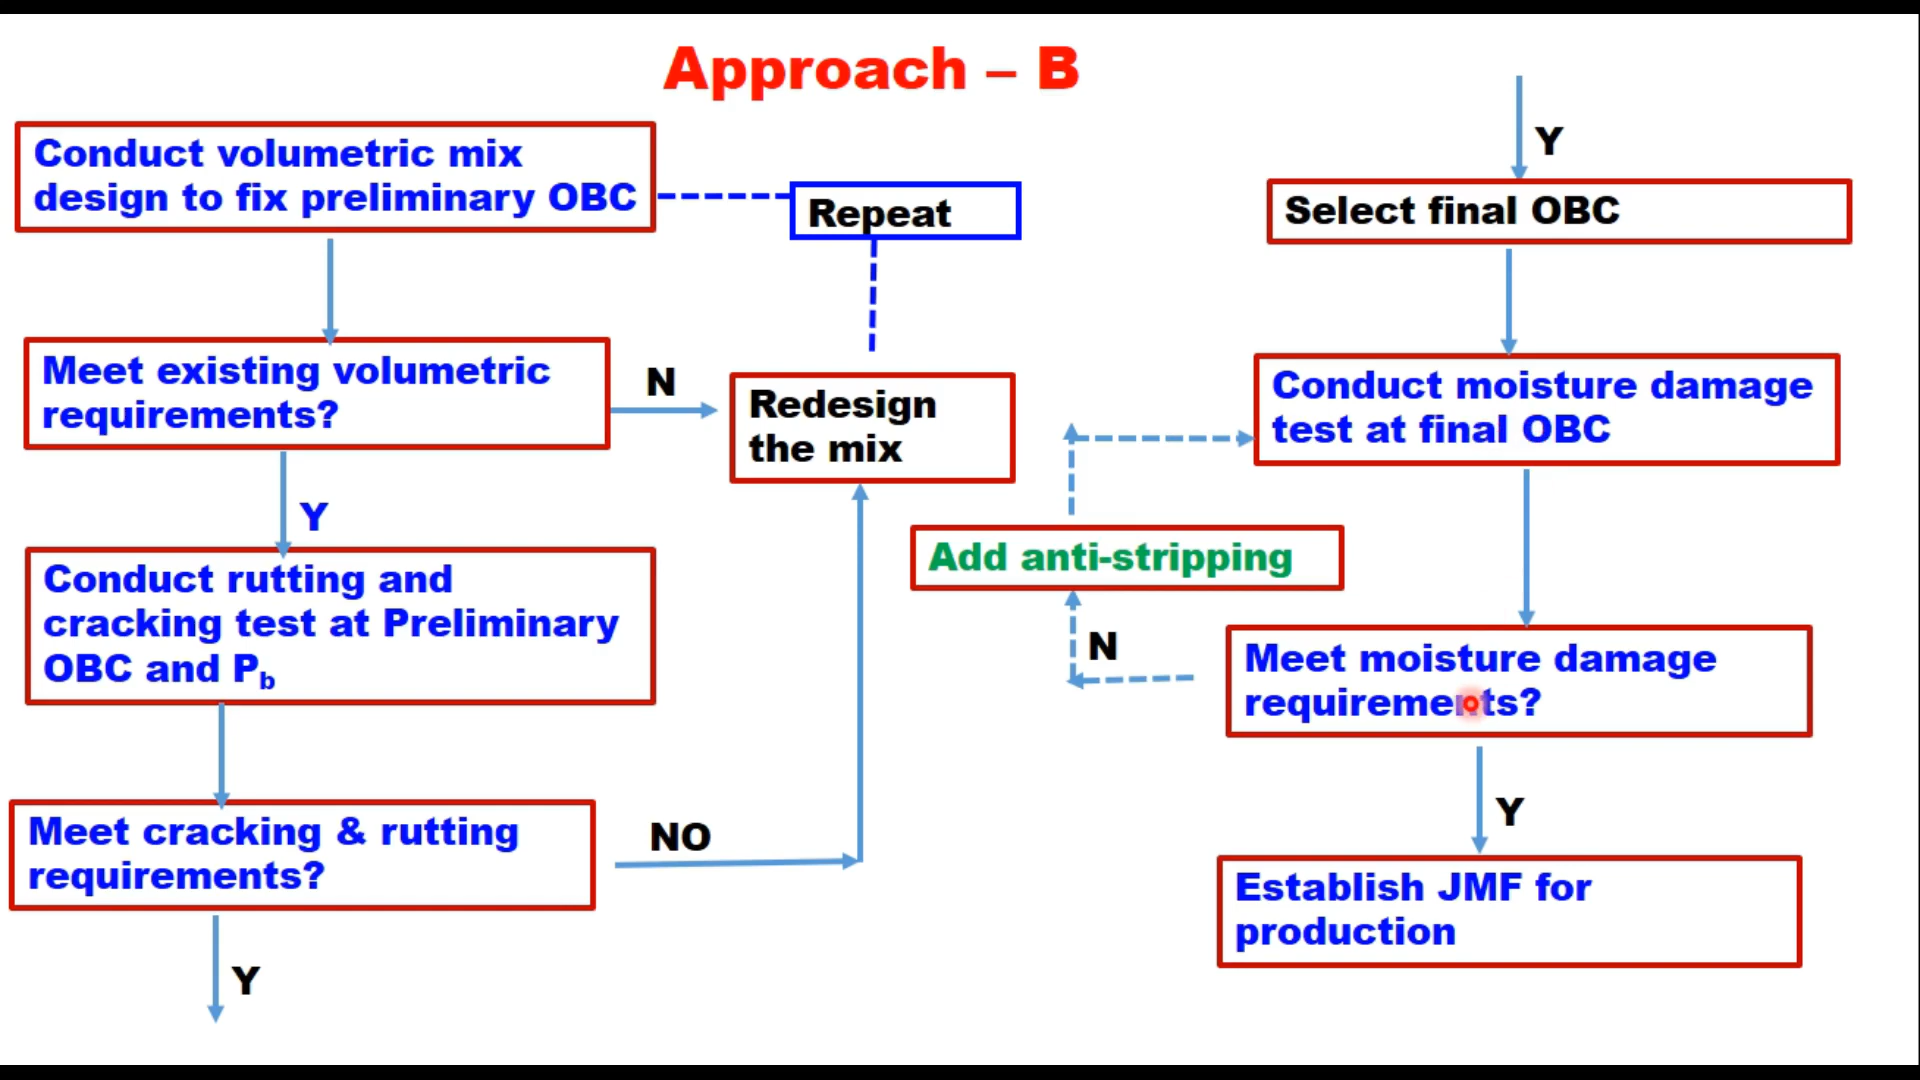 Approach – B
Conduct volumetric mix
design to fix preliminary OBC
Repeat
Meet existing volumetric
requirements?
N
Redesign
the mix
Y
Conduct rutting and
cracking test at Preliminary
OBC and Pb
Meet cracking & rutting
requirements?
NO
Y
Y
Select final OBC
Conduct moisture damage
test at final OBC
Add anti-stripping
N
Meet moisture damage
requirements?
Y
Establish JMF for
production